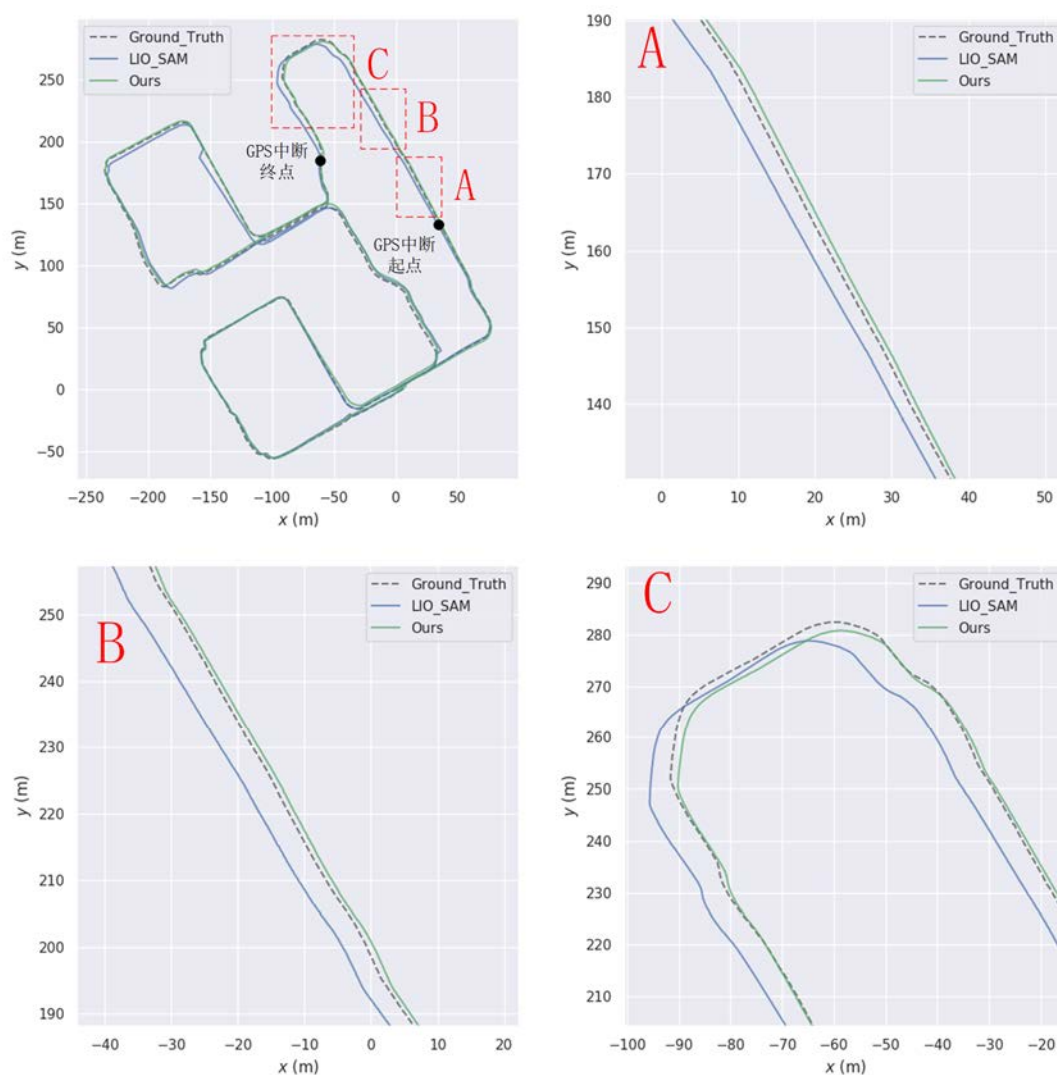 Ground_Truth
LIO_SAM
Ours
C
B
A
GPS中断
终点
GPS中断
起点
250
200
150
100
50
0
−50
y (m)
−250 −200 −150 −100 −50 0 50
x (m)
A
Ground_Truth
LIO_SAM
Ours
190
180
170
160
150
140
y (m)
0 10 20 30 40 50
x (m)
B
Ground_Truth
LIO_SAM
Ours
250
240
230
220
210
200
190
y (m)
−40 −30 −20 −10 0 10 20
x (m)
C
Ground_Truth
LIO_SAM
Ours
290
280
270
260
250
240
230
220
210
y (m)
−100 −90 −80 −70 −60 −50 −40 −30 −20
x (m)